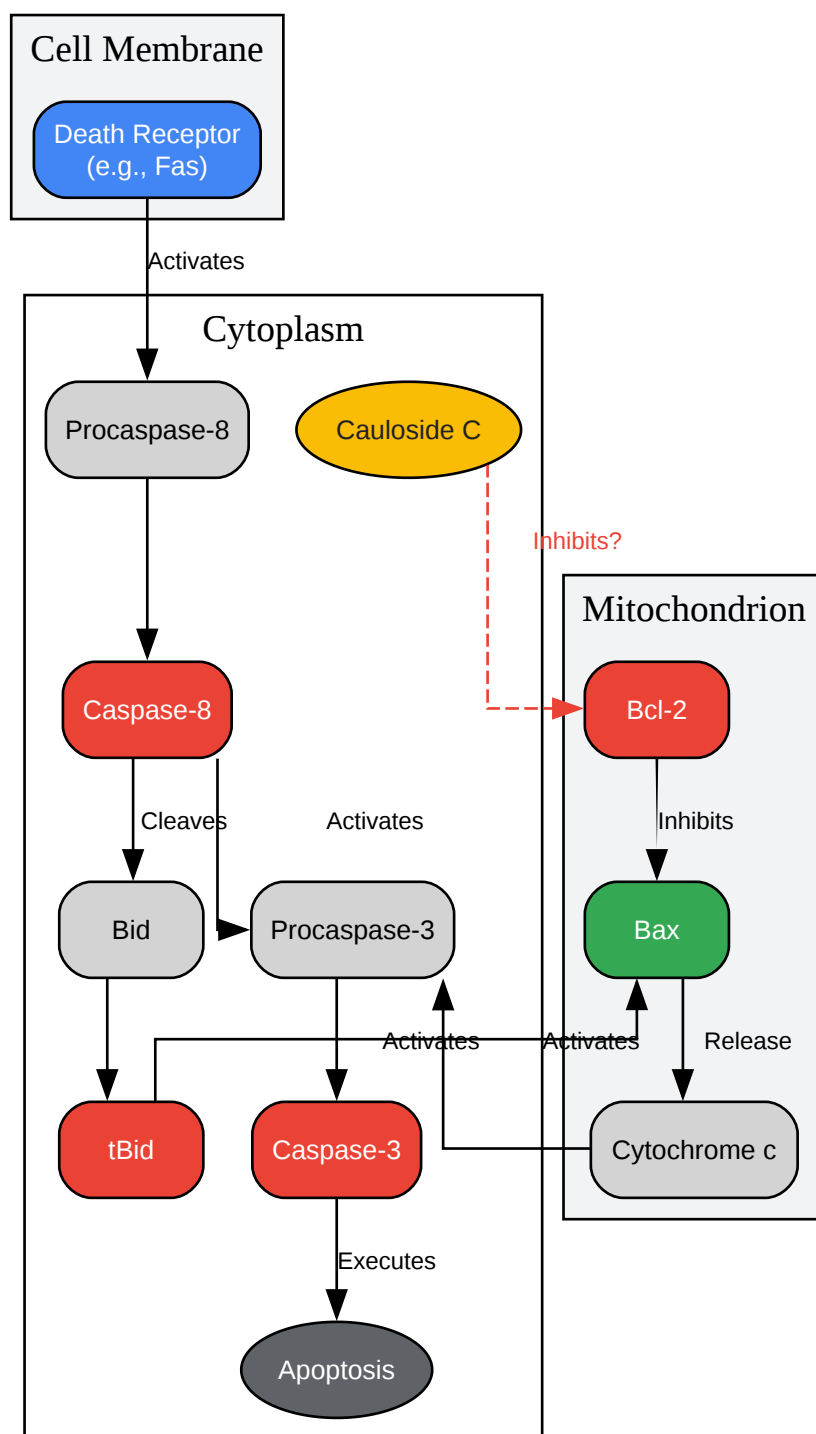 Cell Membrane
Death Receptor
(e.g., Fas)
Activates
Cytoplasm
Procaspase-8
Cauloside C
Inhibits?
Mitochondrion
Caspase-8
Bcl-2
Cleaves
Activates
Inhibits
Bid
Procaspase-3
Bax
Activates
Activates
Release
tBid
Caspase-3
Cytochrome c
Executes
Apoptosis